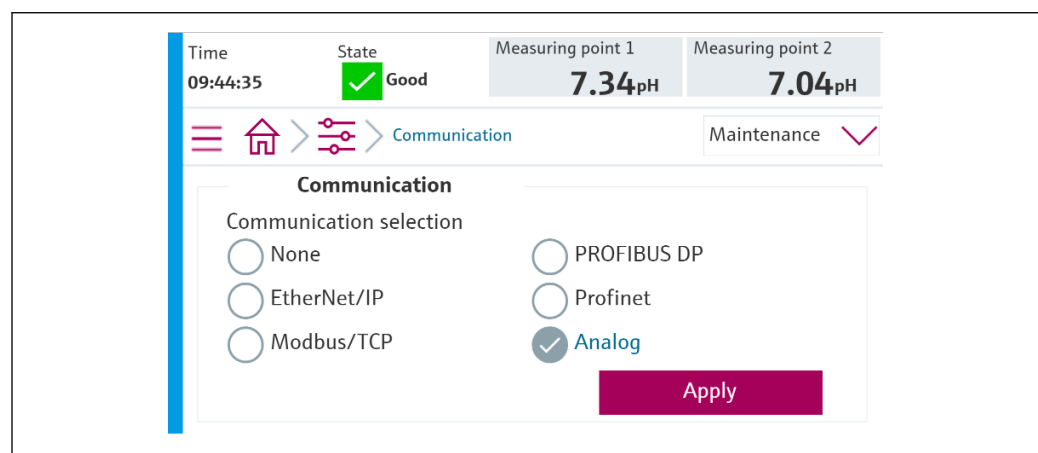 Time
State
Measuring point 1
Measuring point 2
09:44:35
Good
7.34pH
7.04pH
Communication
Maintenance
Communication
Communication selection
None
PROFIBUS DP
EtherNet/IP
Profinet
Modbus/TCP
Analog
Apply